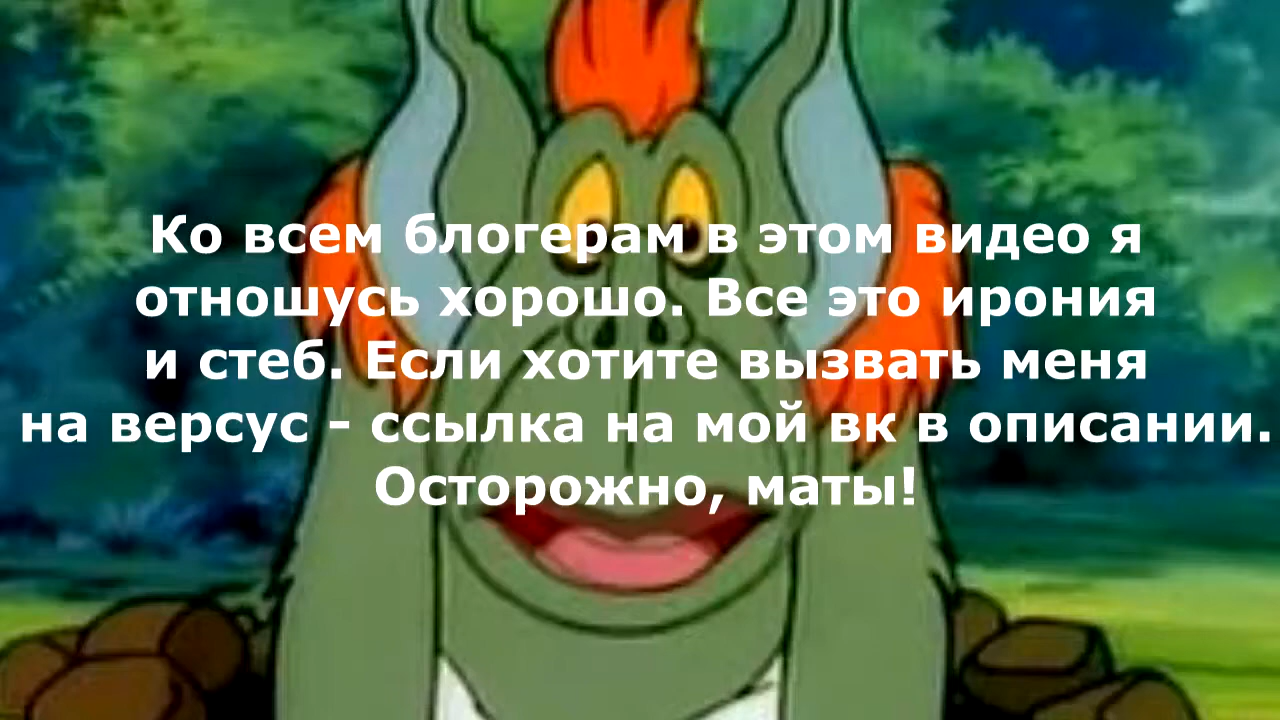 Ко всем блогерам в этом видео я
отношусь хорошо. Все это ирония
и стеб. Если хотите вызвать меня
на версус - ссылка на мой вк в описании.
Осторожно, маты!